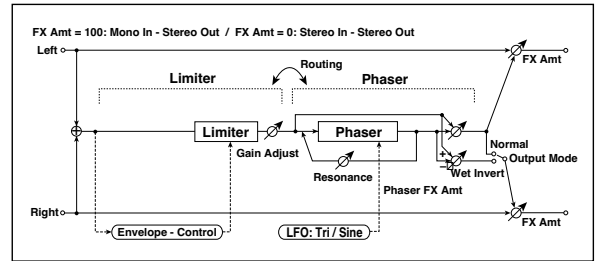 FX Amt = 100: Mono In - Stereo Out / FX Amt = 0: Stereo In - Stereo Out
Left
FX Amt
Routing
Limiter
Phaser
Limiter
Phaser
Normal
Output Mode
Gain Adjust
+
Wet Invert
−
Resonance
Phaser FX Amt
Right
FX Amt
Envelope - Control
LFO: Tri / Sine